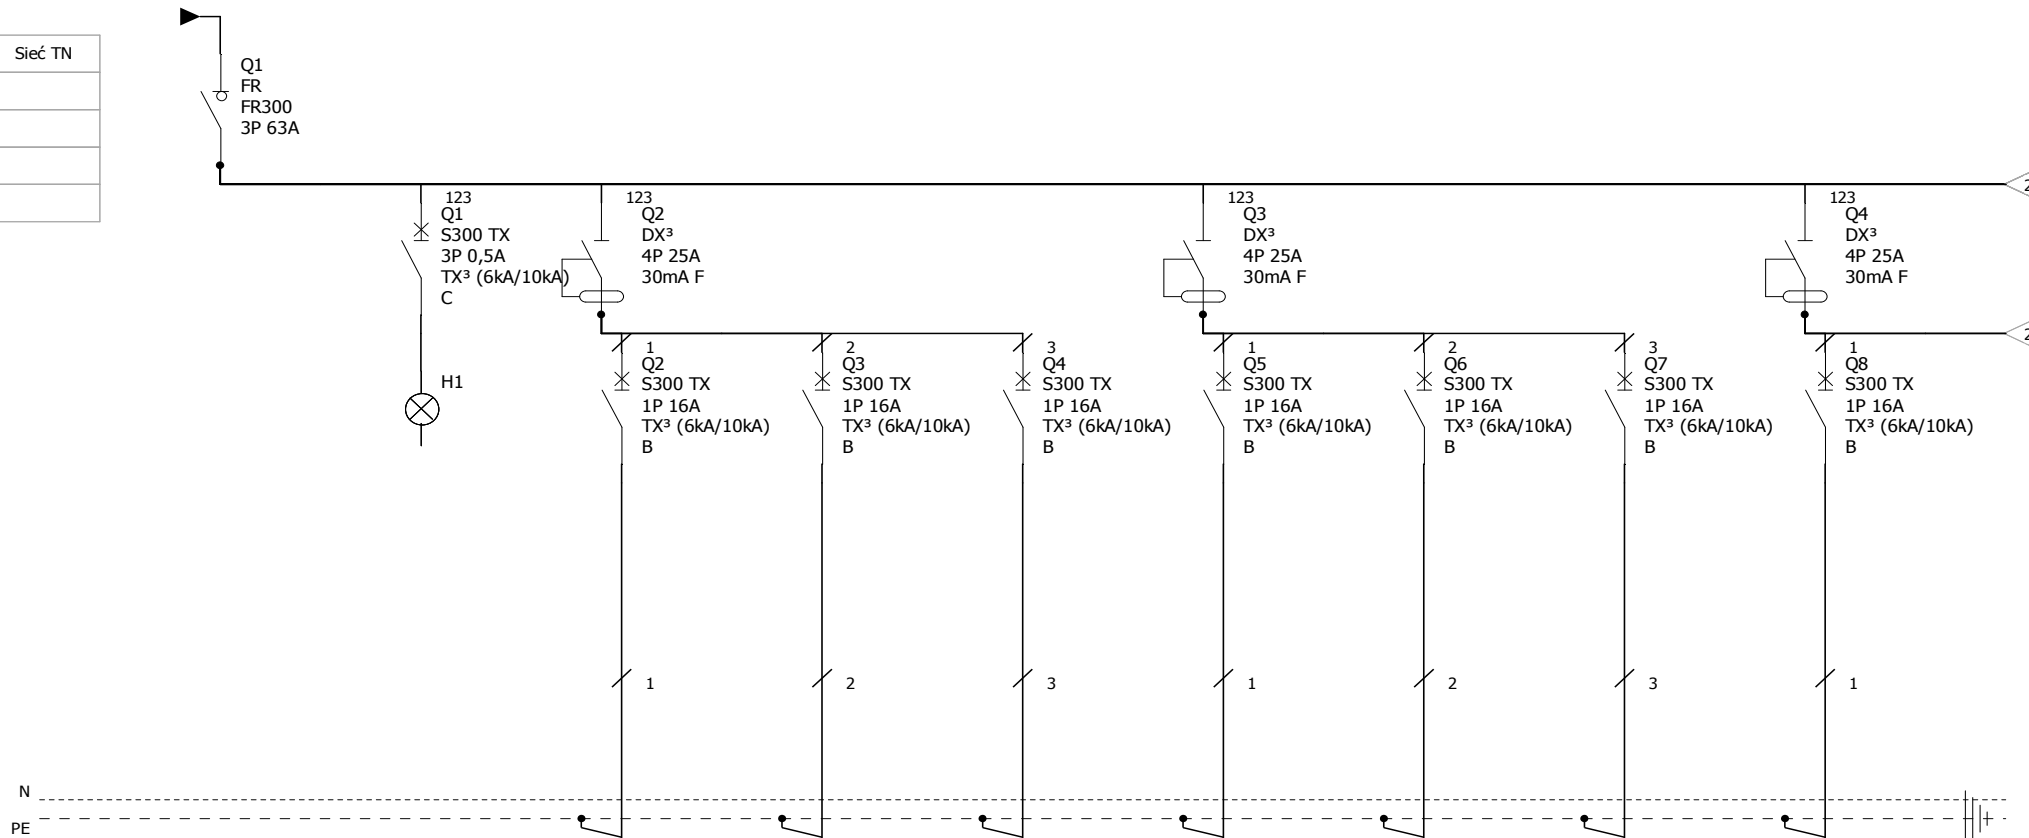 Sieć TN
Q1
FR
FR300
3P 63A
123
Q1
S300 TX
3P 0,5A
TX³ (6kA/10kA)
C
H1
123
Q2
DX³
4P 25A
30mA F
123
Q3
DX³
4P 25A
30mA F
123
Q4
DX³
4P 25A
30mA F
2
2
1
Q2
S300 TX
1P 16A
TX³ (6kA/10kA)
B
2
Q3
S300 TX
1P 16A
TX³ (6kA/10kA)
B
3
Q4
S300 TX
1P 16A
TX³ (6kA/10kA)
B
1
Q5
S300 TX
1P 16A
TX³ (6kA/10kA)
B
2
Q6
S300 TX
1P 16A
TX³ (6kA/10kA)
B
3
Q7
S300 TX
1P 16A
TX³ (6kA/10kA)
B
1
Q8
S300 TX
1P 16A
TX³ (6kA/10kA)
B
1
2
3
1
2
3
1
N
PE